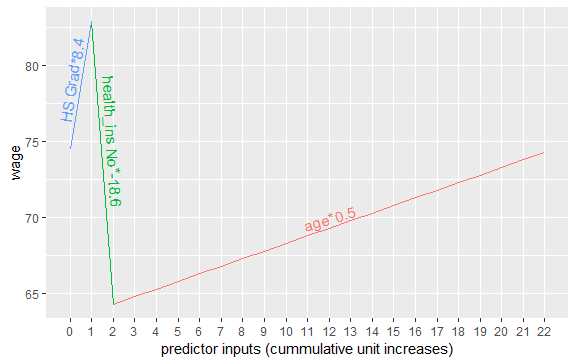 80
75
70
65
wage
HS Grad*8.4
health_ins No*-18.6
age*0.5
0 1 2 3 4 5 6 7 8 9 10 11 12 13 14 15 16 17 18 19 20 21 22
predictor inputs (cummulative unit increases)